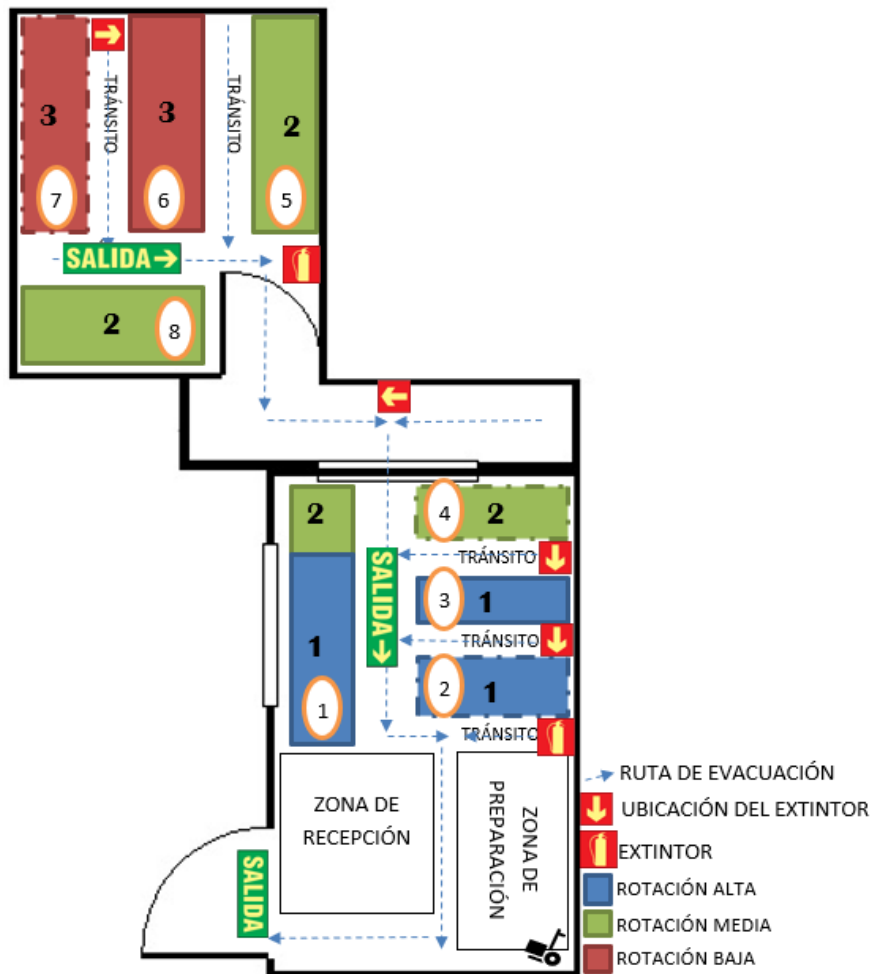 3
TRÁNSITO
3
TRÁNSITO
2
7
6
5
SALIDA→
2
8
2
4
2
TRÁNSITO
SALIDA→
3
1
TRÁNSITO
1
2
1
1
TRÁNSITO
ZONA DE
RECEPCIÓN
ZONA DE
PREPARACIÓN
SALIDA
RUTA DE EVACUACIÓN
UBICACIÓN DEL EXTINTOR
EXTINTOR
ROTACIÓN ALTA
ROTACIÓN MEDIA
ROTACIÓN BAJA